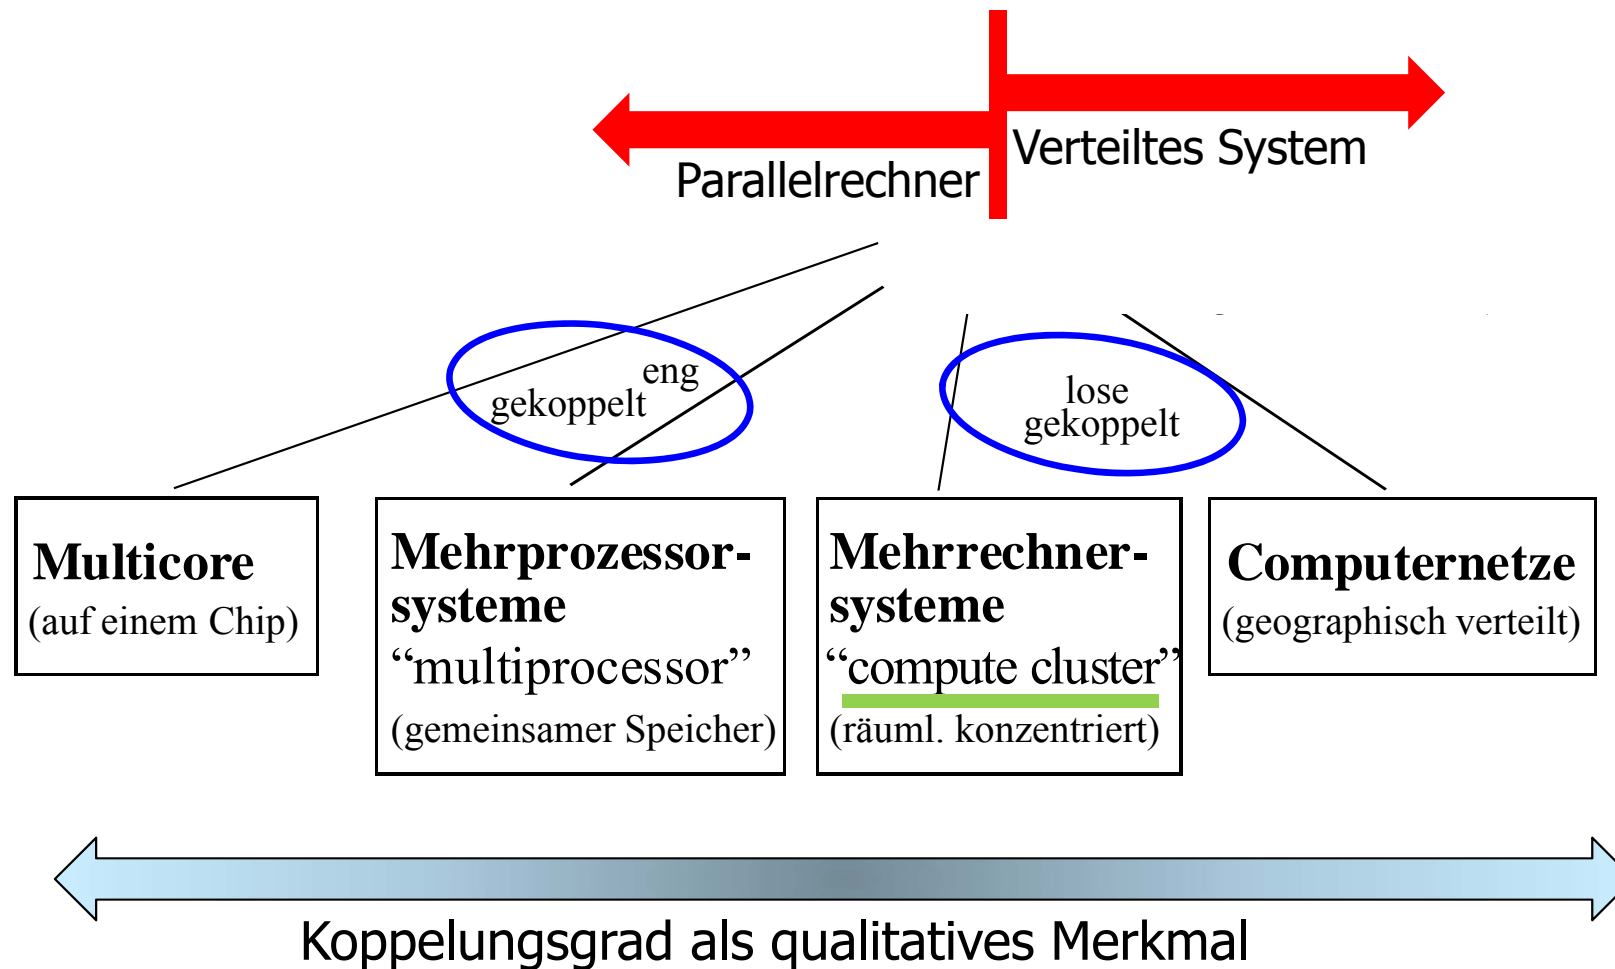 Verteiltes System
Parallelrechner
eng
gekoppelt
lose
gekoppelt
Multicore
(auf einem Chip)
Mehrprozessor-
systeme
“multiprocessor”
(gemeinsamer Speicher)
Mehrrechner-
systeme
“compute cluster”
(räuml. konzentriert)
Computernetze
(geographisch verteilt)
Koppelungsgrad als qualitatives Merkmal